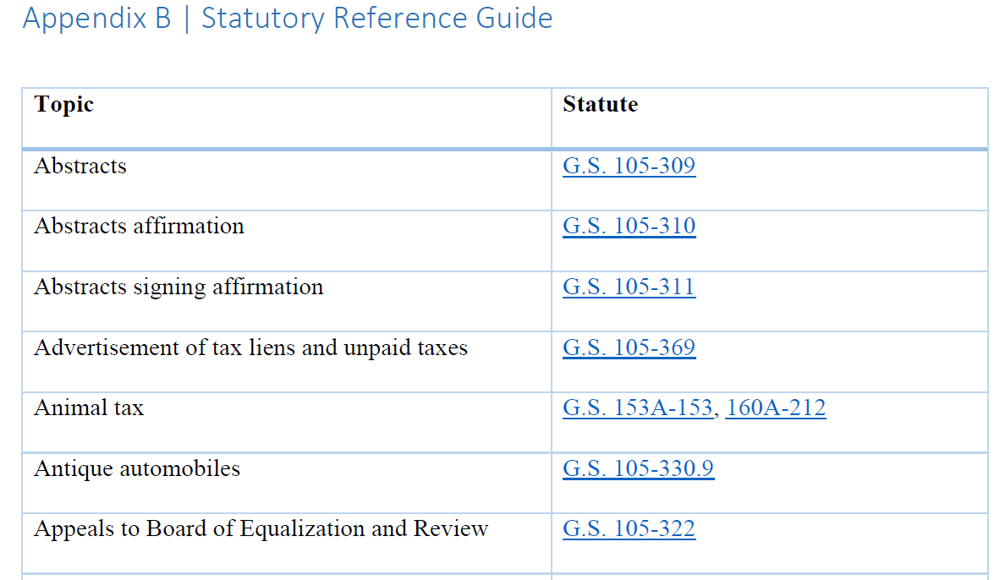 Appendix B | Statutory Reference Guide
Topic Statute
Abstracts G.S. 105-309
Abstracts affirmation G.S. 105-310
Abstracts signing affirmation G.S. 105-311
Advertisement of tax liens and unpaid taxes G.S. 105-369
Animal tax G.S. 153A-153, 160A-212
Antique automobiles G.S. 105-330.9
Appeals to Board of Equalization and Review G.S. 105-322